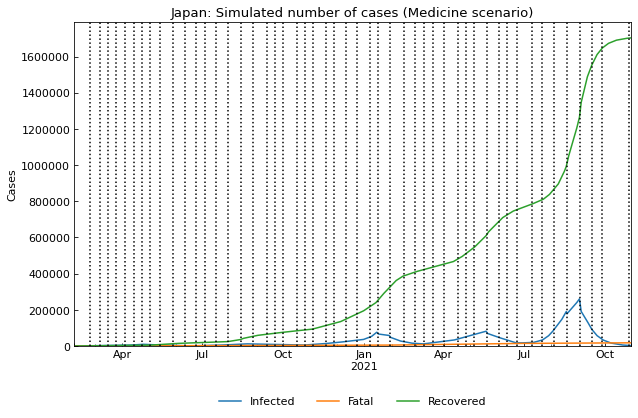 Japan: Simulated number of cases (Medicine scenario)
1600000
1400000
1200000
1000000
800000
600000
400000
200000
0
Cases
Apr Jul Oct Jan Apr Jul Oct
2021
Infected Fatal Recovered